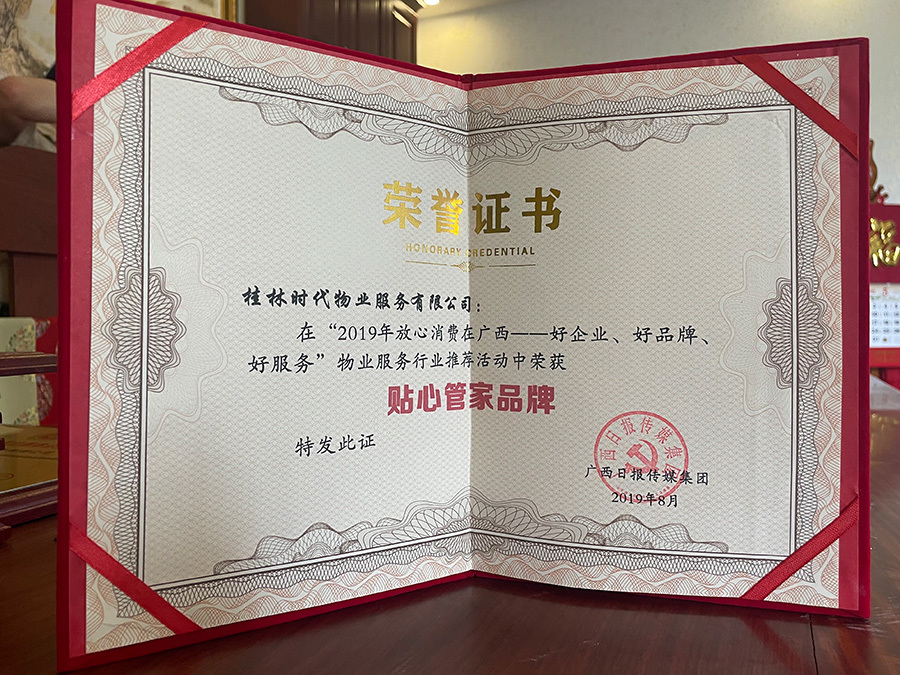 荣誉证书
HONORARY CREDENTIAL
桂林时代物业服务有限公司：
在“2019年放心消费在广西——好企业、好品牌、
好服务”物业服务行业推荐活动中荣获
贴心管家品牌
特发此证
西日报传媒集团
广西日报传媒集团
2019年8月